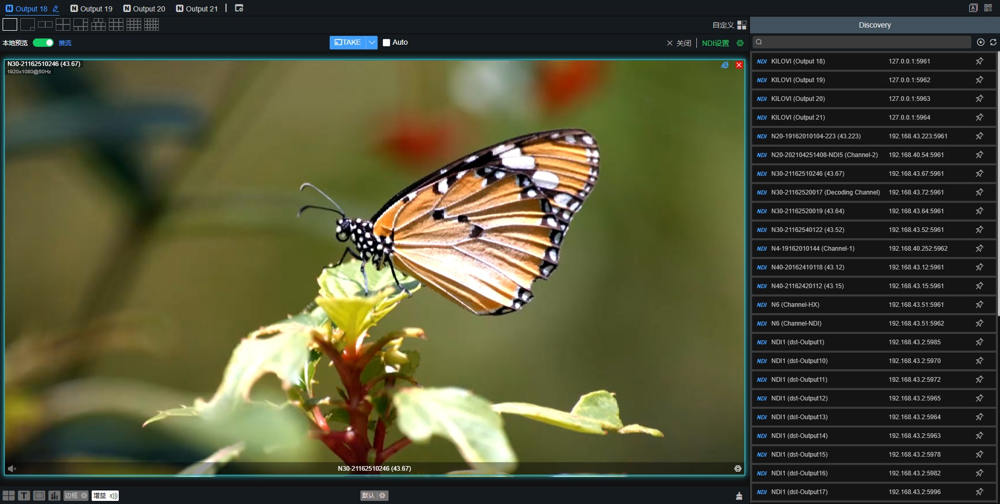 N Output 18 N Output 19 N Output 20 N Output 21
自定义
Discovery
本地预览 推流 TAKE Auto 关闭 NDI设置
N30-21162510246 (43.67)
1920x1080@50Hz
NDI KILOVI (Output 18) 127.0.0.1:5961
NDI KILOVI (Output 19) 127.0.0.1:5962
NDI KILOVI (Output 20) 127.0.0.1:5963
NDI KILOVI (Output 21) 127.0.0.1:5964
NDI N20-19162010104-223 (43.223) 192.168.43.223:5961
NDI N20-202104251408-NDI5 (Channel-2) 192.168.40.54:5961
NDI N30-21162510246 (43.67) 192.168.43.67:5961
NDI N30-21162520017 (Decoding Channel) 192.168.43.72:5961
NDI N30-21162520019 (43.64) 192.168.43.64:5961
NDI N30-21162540122 (43.52) 192.168.43.52:5961
NDI N4-19162010144 (Channel-1) 192.168.40.252:5962
NDI N40-20162410118 (43.12) 192.168.43.12:5961
NDI N40-21162420112 (43.15) 192.168.43.15:5961
NDI N6 (Channel-HX) 192.168.43.51:5961
NDI N6 (Channel-NDI) 192.168.43.51:5962
NDI NDI1 (dst-Output1) 192.168.43.2:5985
NDI NDI1 (dst-Output10) 192.168.43.2:5970
NDI NDI1 (dst-Output11) 192.168.43.2:5972
NDI NDI1 (dst-Output12) 192.168.43.2:5965
NDI NDI1 (dst-Output13) 192.168.43.2:5964
NDI NDI1 (dst-Output14) 192.168.43.2:5963
NDI NDI1 (dst-Output15) 192.168.43.2:5978
NDI NDI1 (dst-Output16) 192.168.43.2:5982
NDI NDI1 (dst-Output17) 192.168.43.2:5996
N30-21162510246 (43.67)
T 边框 增益 默认